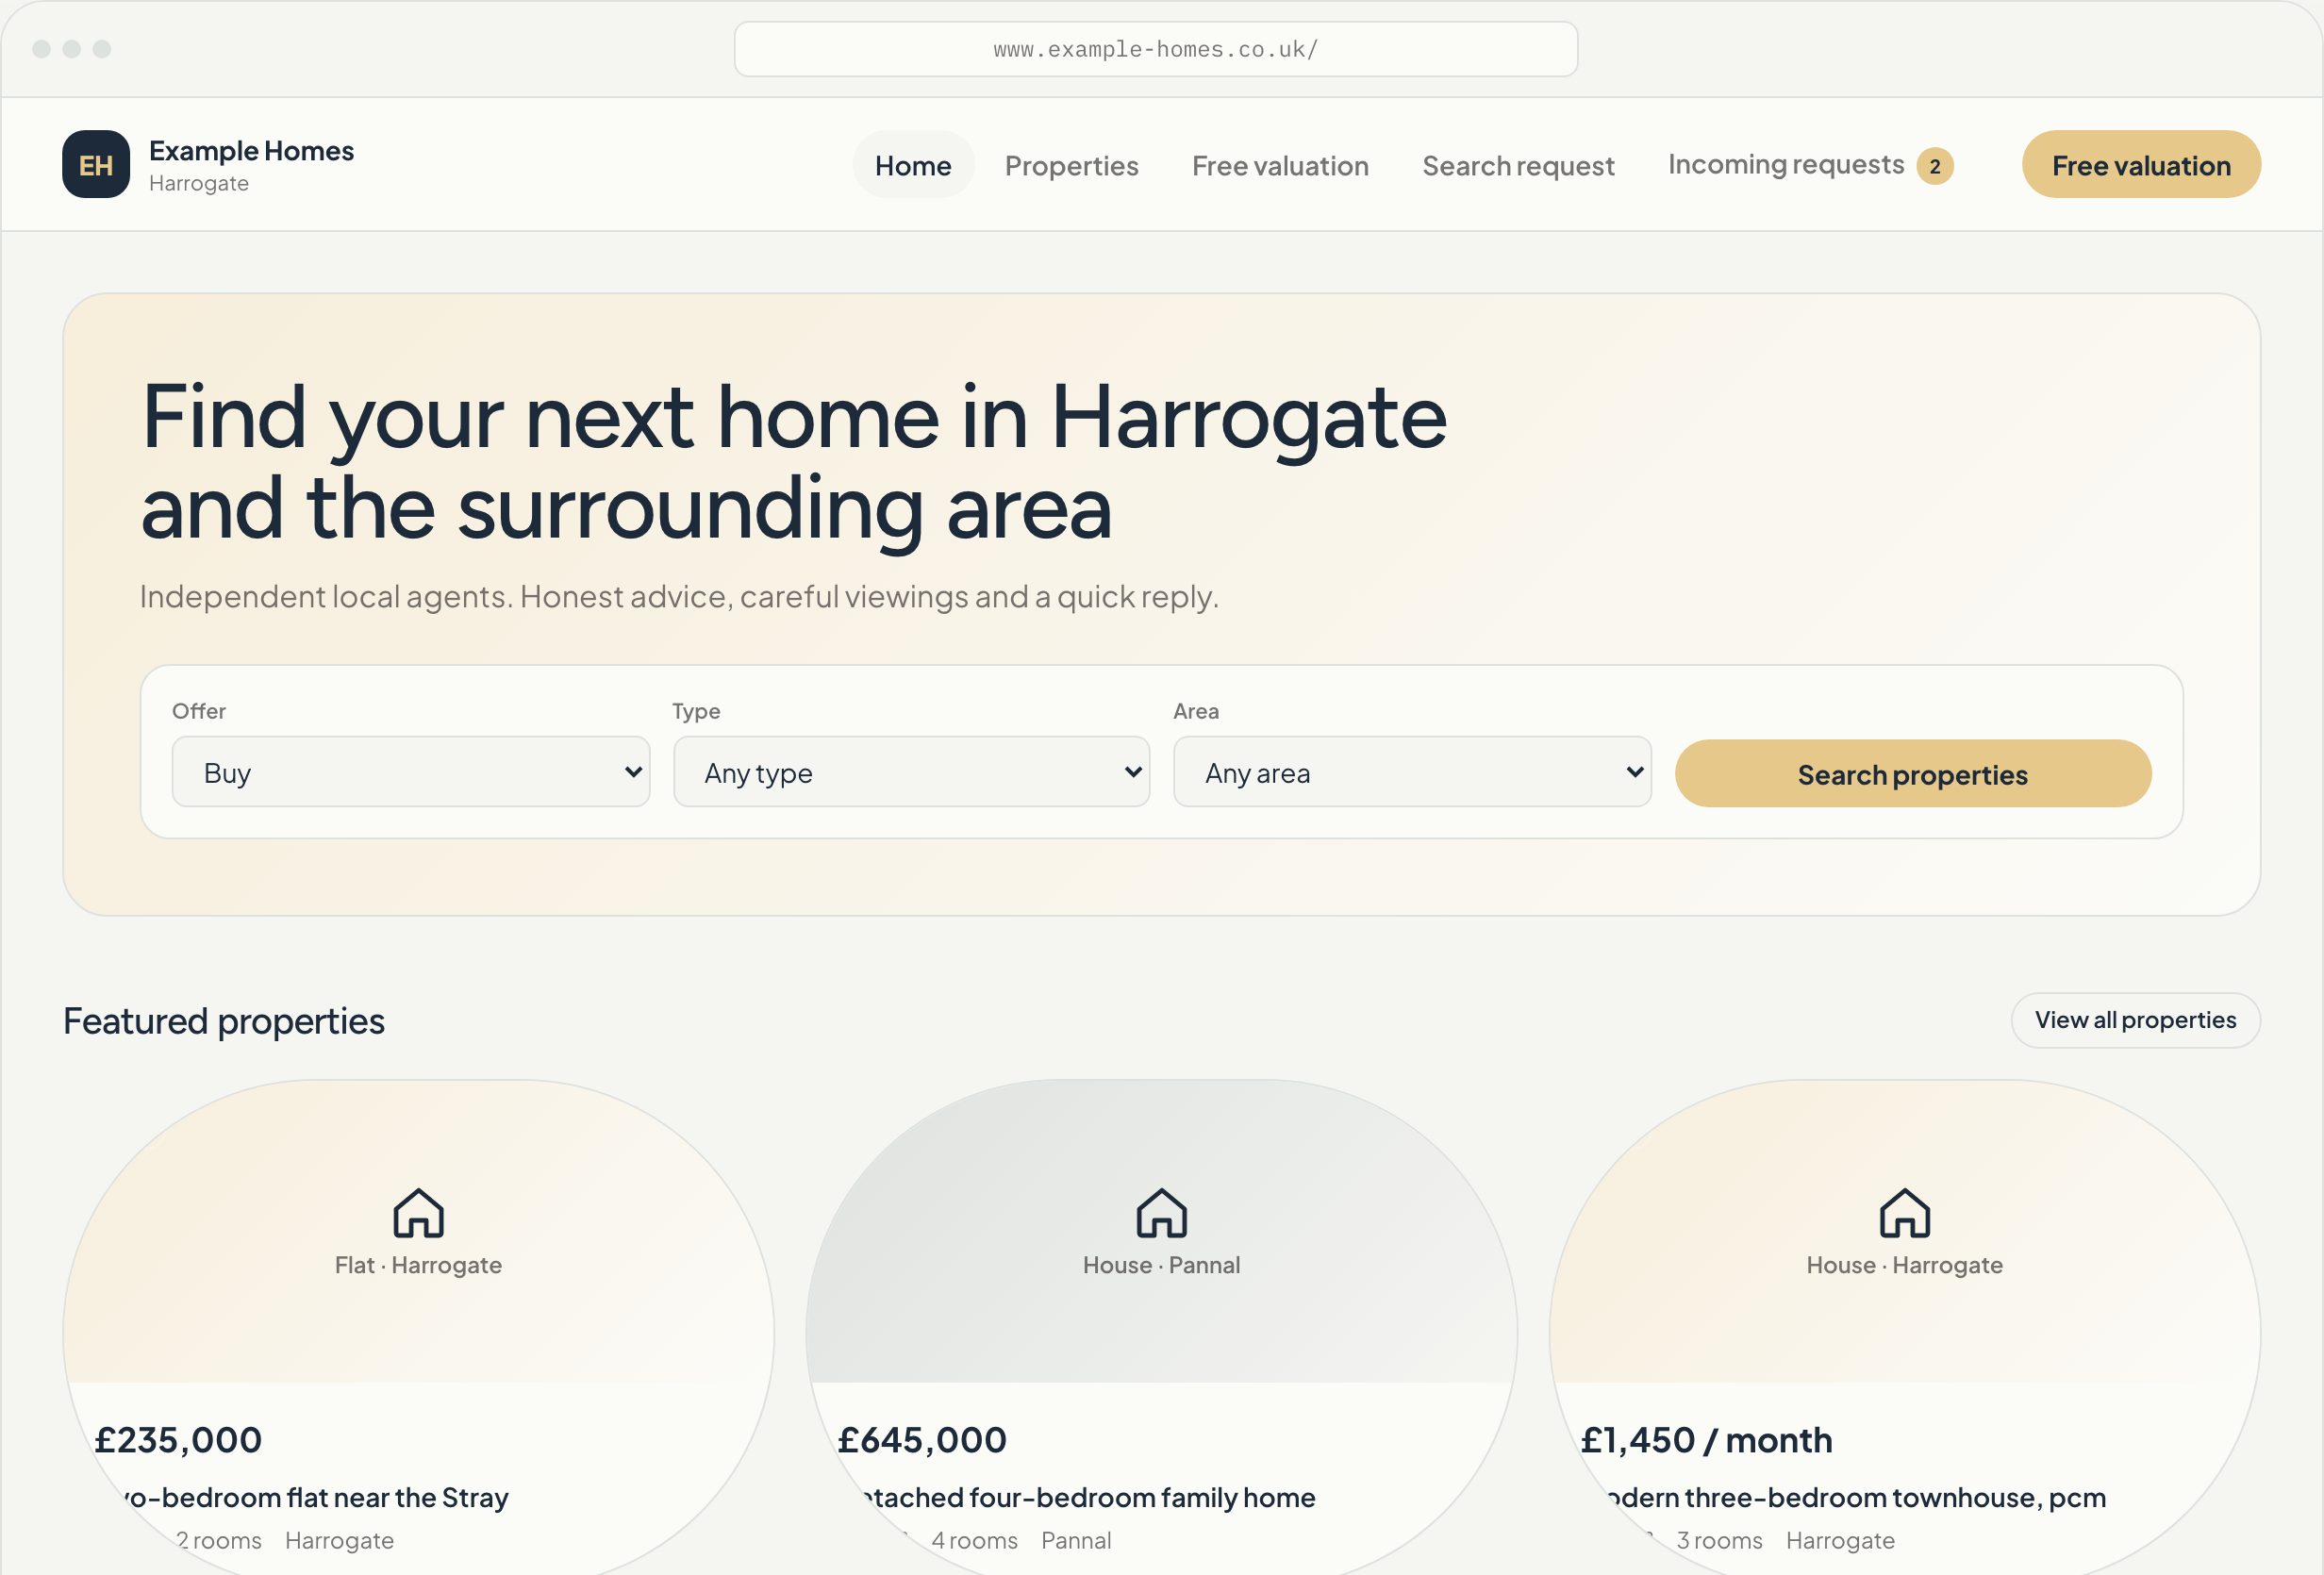 www.example-homes.co.uk/
EH
Example Homes
Harrogate
Home
Properties
Free valuation
Search request
Incoming requests 2
Free valuation
Find your next home in Harrogate
and the surrounding area
Independent local agents. Honest advice, careful viewings and a quick reply.
Offer
Type
Area
Buy
Any type
Any area
Search properties
Featured properties
View all properties
Flat · Harrogate
House · Pannal
House · Harrogate
£235,000
£645,000
£1,450 / month
flat near the Stray
four-bedroom family home
three-bedroom townhouse, pcm
2 rooms Harrogate
4 rooms Pannal
3 rooms Harrogate